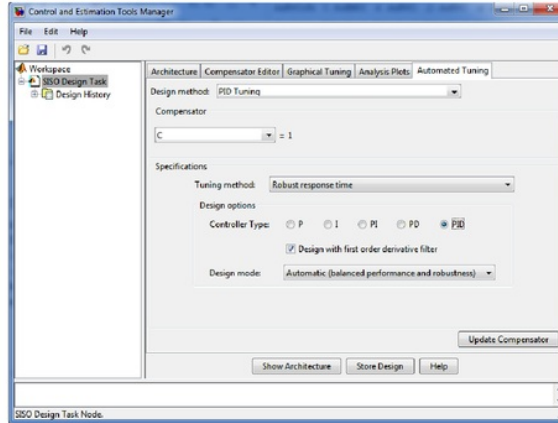 Control and Estimation Tools Manager
File Edit Help
Workspace
SISO Design Task
Design History
Architecture Compensator Editor Graphical Tuning Analysis Plots Automated Tuning
Design method: PID Tuning
Compensator
C = 1
Specifications
Tuning method: Robust response time
Design options
Controller Type: P I PI PD PID
Design with first order derivative filter
Design mode: Automatic (balanced performance and robustness)
Update Compensator
Show Architecture Store Design Help
SISO Design Task Node.